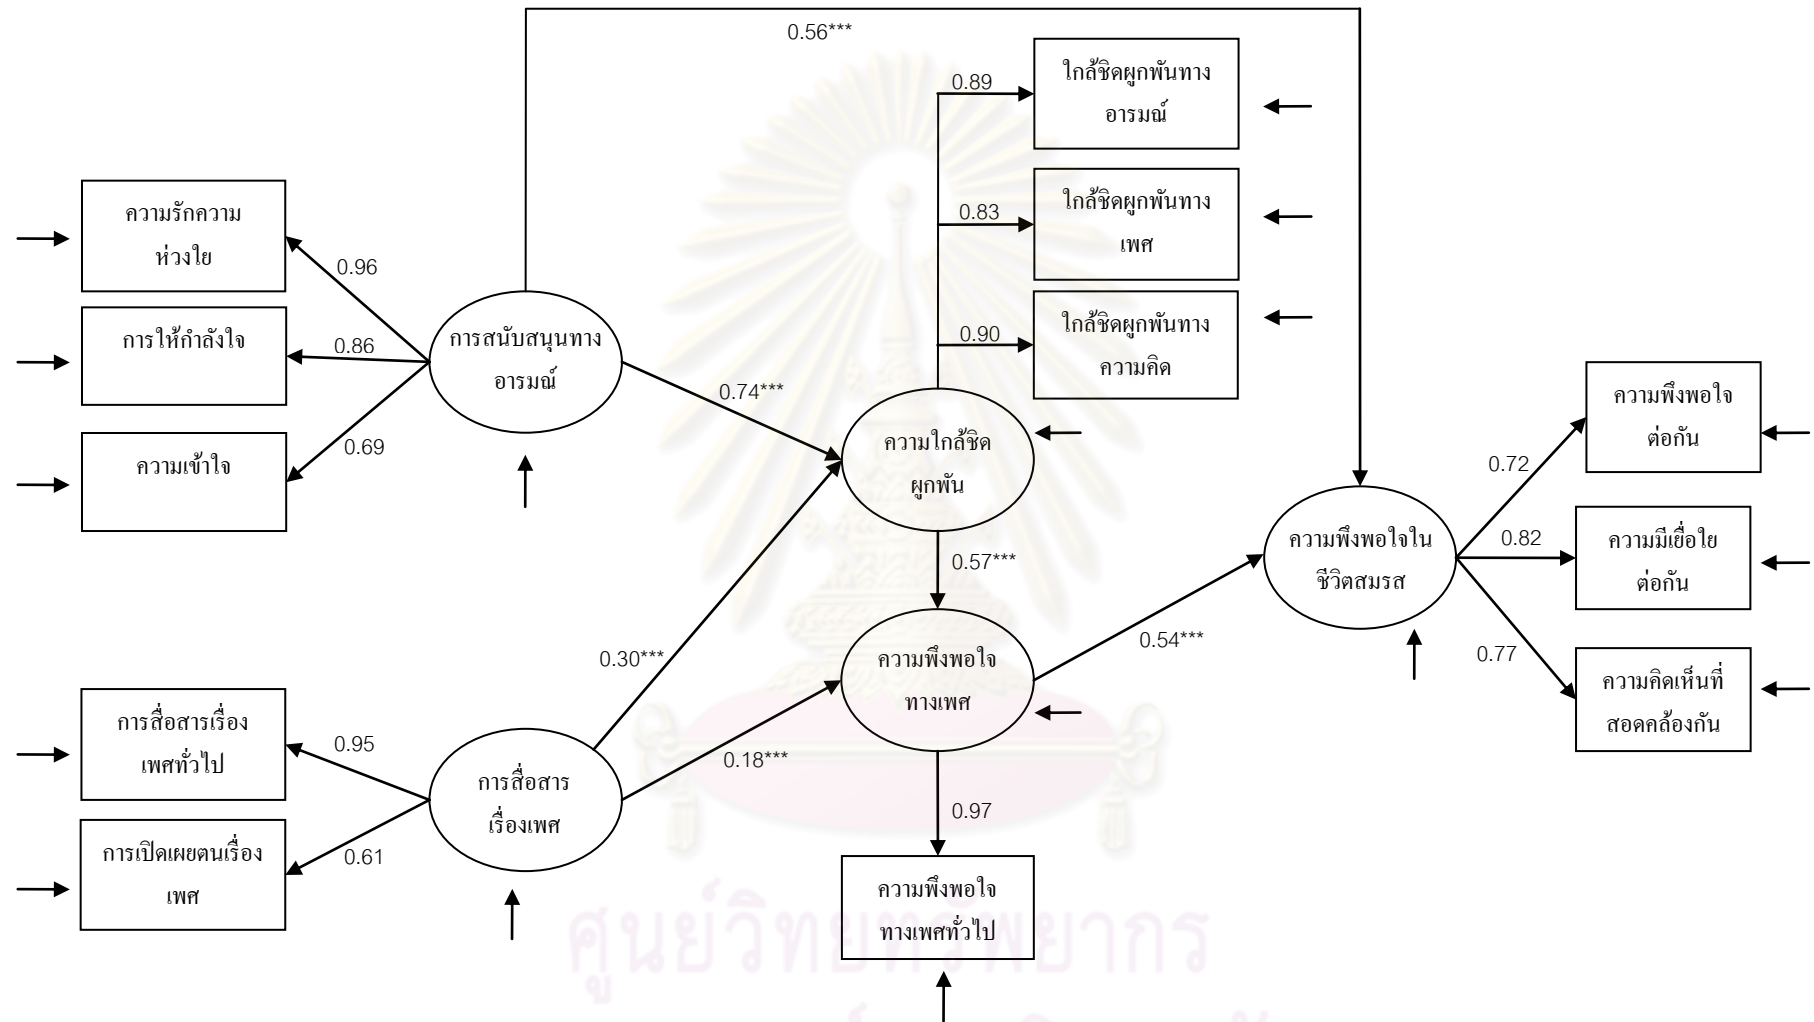 0.56***
0.89
ใกล้ชิดผูกพันทาง
อารมณ์
0.83
ใกล้ชิดผูกพันทาง
เพศ
0.90
ใกล้ชิดผูกพันทาง
ความคิด
ความรักความ
ห่วงใย
0.96
การให้กำลังใจ
0.86
ความเข้าใจ
0.69
การสนับสนุนทาง
อารมณ์
0.74***
ความใกล้ชิด
ผูกพัน
0.57***
0.30***
ความพึงพอใจ
ทางเพศ
0.54***
0.18***
การสื่อสารเรื่อง
เพศทั่วไป
0.95
การเปิดเผยตนเรื่อง
เพศ
0.61
การสื่อสาร
เรื่องเพศ
0.97
ความพึงพอใจ
ทางเพศทั่วไป
ความพึงพอใจใน
ชีวิตสมรส
0.72
ความพึงพอใจ
ต่อกัน
0.82
ความมีเยื่อใย
ต่อกัน
0.77
ความคิดเห็นที่
สอดคล้องกัน
ศูนย์วิทยทรัพยากร